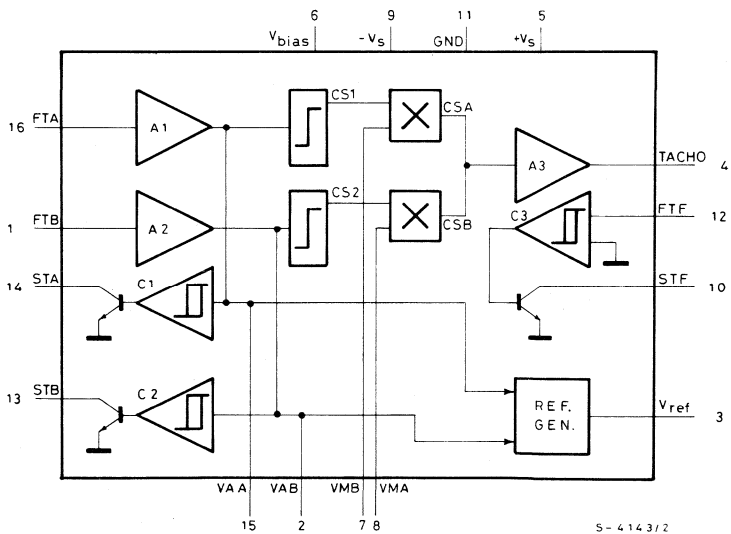 6 9 11 5
Vbias -Vs GND +Vs
CS1
CSA
A1
16 FTA
A3
TACHO 4
CS2
CSB
1 FTB
A2
C3
FTF 12
14 STA
C1
STF 10
13 STB
C2
REF. GEN.
Vref 3
VAA VAB VMB VMA
15 2 7 8
S-4143/2